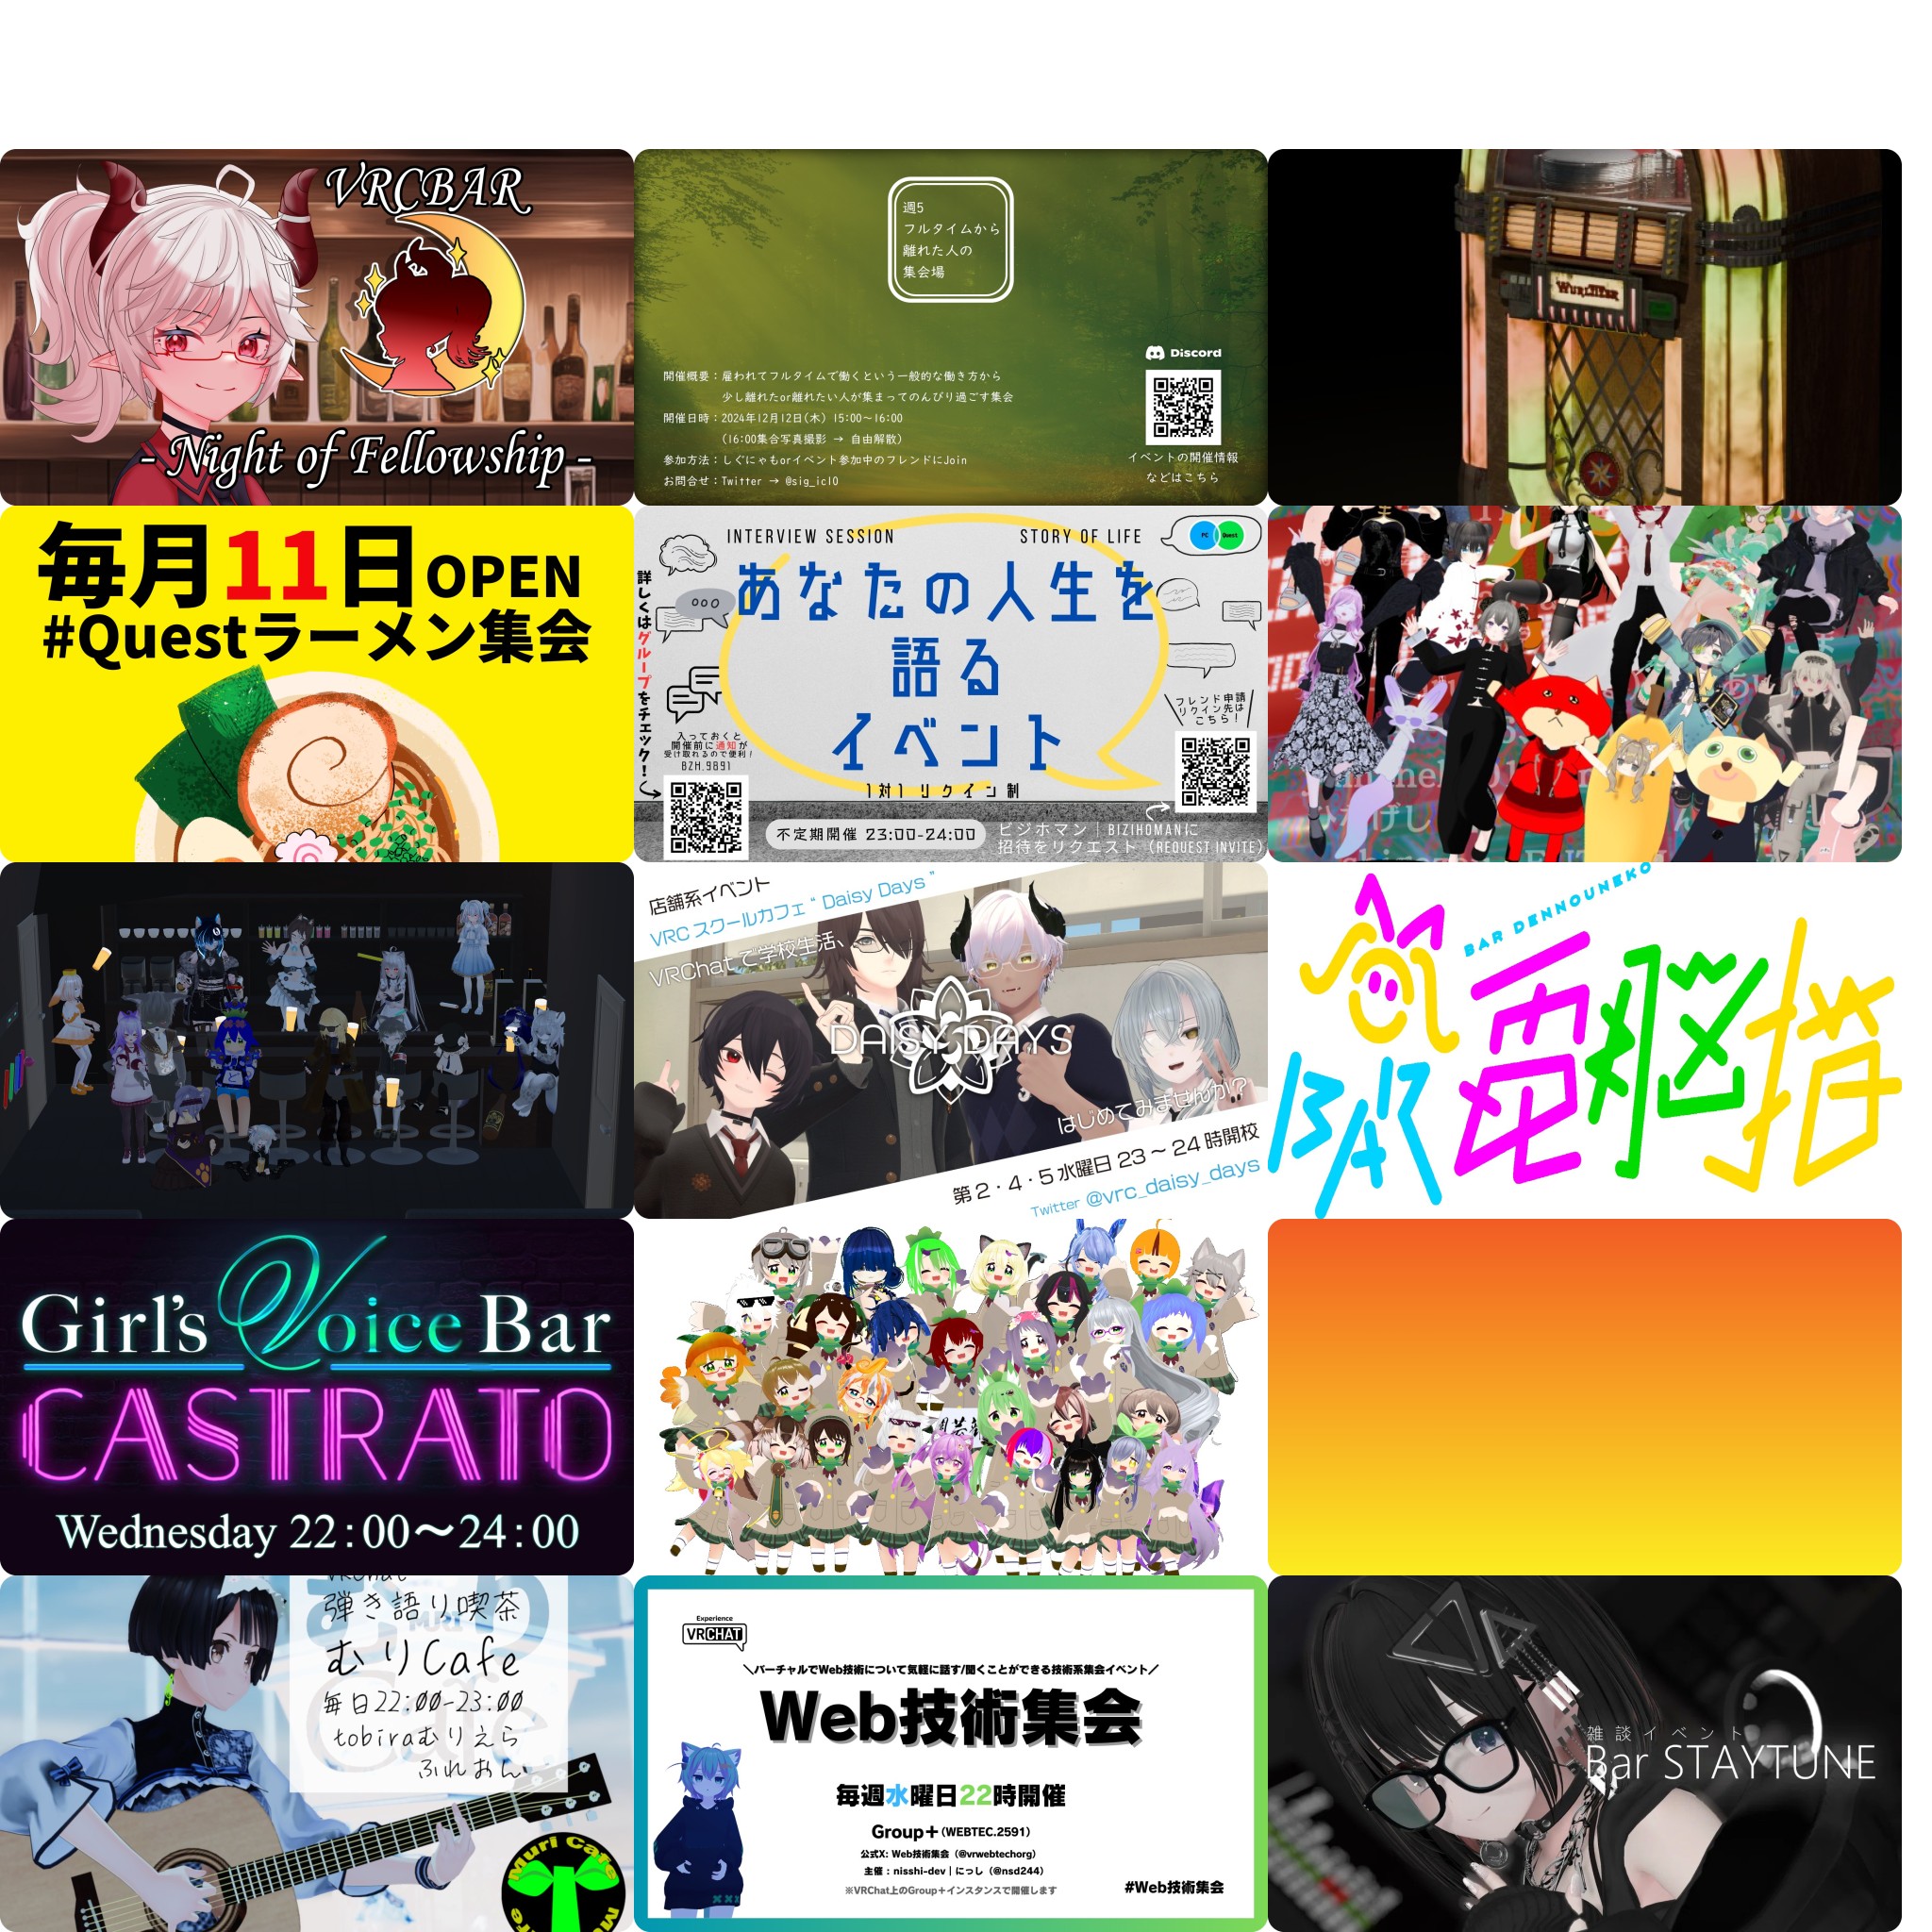 VRCBAR
- Night of Fellowship -
週5
フルタイムから
離れた人の
集会場
開催概要：雇われてフルタイムで働くという一般的な働き方から
少し離れたor離れたい人が集まってのんびり過ごす集会
開催日時：2024年12月12日(木) 15:00～16:00
(16:00集合写真撮影 → 自由解散)
参加方法：しぐにゃもorイベント参加中のフレンドにJoin
お問合せ：Twitter → @sig_icl0
Discord
イベントの開催情報
などはこちら
WURLITZER
毎月11日OPEN
#Questラーメン集会
INTERVIEW SESSION
STORY OF LIFE
PC
Quest
あなたの人生を
語る
イベント
1対1 リクイン制
詳しくはグループをチェック!
入っておくと
開催前に通知が
受け取れるので便利!
BZH.9891
フレンド申請
リクイン先は
こちら!
不定期開催 23:00-24:00
ビジホマン｜BIZIHOMANに
招待をリクエスト (REQUEST INVITE)
店舗系イベント
VRC スクールカフェ “ Daisy Days ”
VRChat で学校生活、
DAISY DAYS
はじめてみませんか?
第 2・4・5 水曜日 23 ～ 24 時開校
Twitter @vrc_daisy_days
BAR DENNOUNEKO
BAR
電脳猫
Girl's Voice Bar
CASTRATO
Wednesday 22:00～24:00
VRChat
弾き語り喫茶
むりCafe
毎日22:00-23:00
tobiraむりえら
ふれおん
Muri Cafe
Experience
VRCHAT
＼バーチャルでWeb技術について気軽に話す/聞くことができる技術系集会イベント／
Web技術集会
毎週水曜日22時開催
Group＋(WEBTEC.2591)
公式X: Web技術集会（@vrwebtechorg）
主催：nisshi-dev｜にっし（@nsd244）
※VRChat上のGroup＋インスタンスで開催します
#Web技術集会
雑談イベント
Bar STAYTUNE